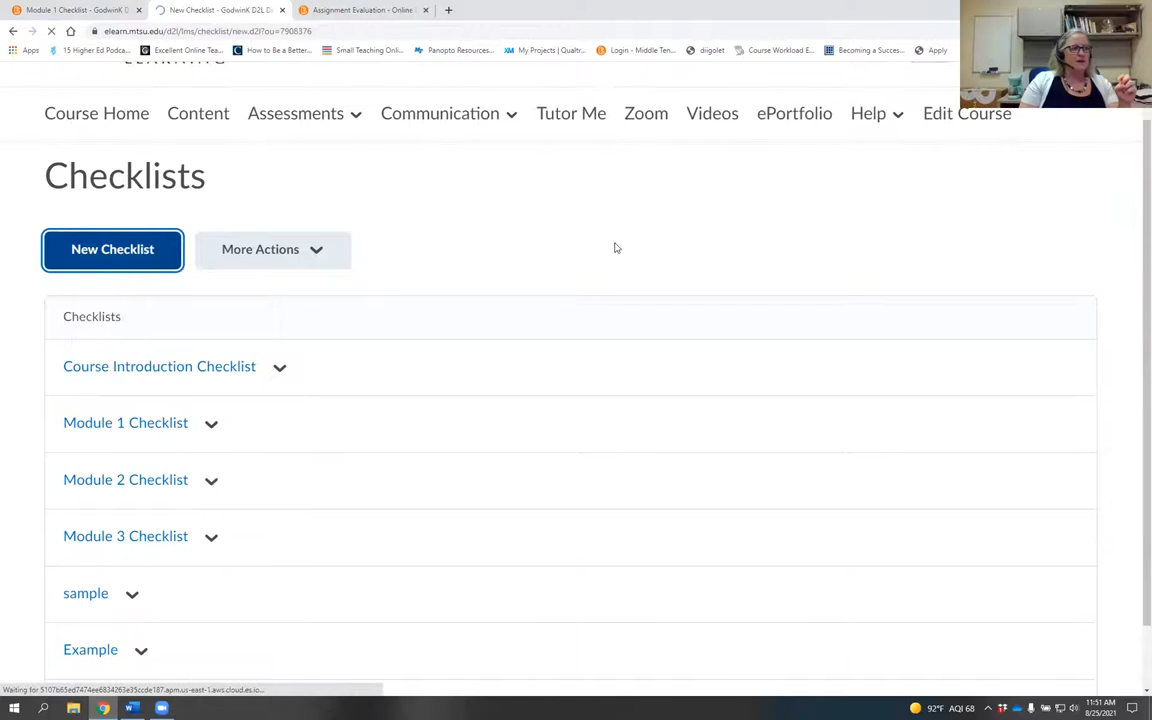 Module 1 Checklist - GodwinK D
New Checklist - GodwinK D2L D
Assignment Evaluation - Online
elearn.mtsu.edu/d2l/lms/checklist/new.d2l?ou=7908376
Apps
15 Higher Ed Podca...
Excellent Online Tea...
How to Be a Better...
Small Teaching Onli...
Panopto Resources...
My Projects | Qualtr...
Login - Middle Ten...
diigolet
Course Workload E...
Becoming a Succes...
Apply
Course Home
Content
Assessments
Communication
Tutor Me
Zoom
Videos
ePortfolio
Help
Edit Course
Checklists
New Checklist
More Actions
Checklists
Course Introduction Checklist
Module 1 Checklist
Module 2 Checklist
Module 3 Checklist
sample
Example
92°F AQI 68
11:51 AM
8/25/2021